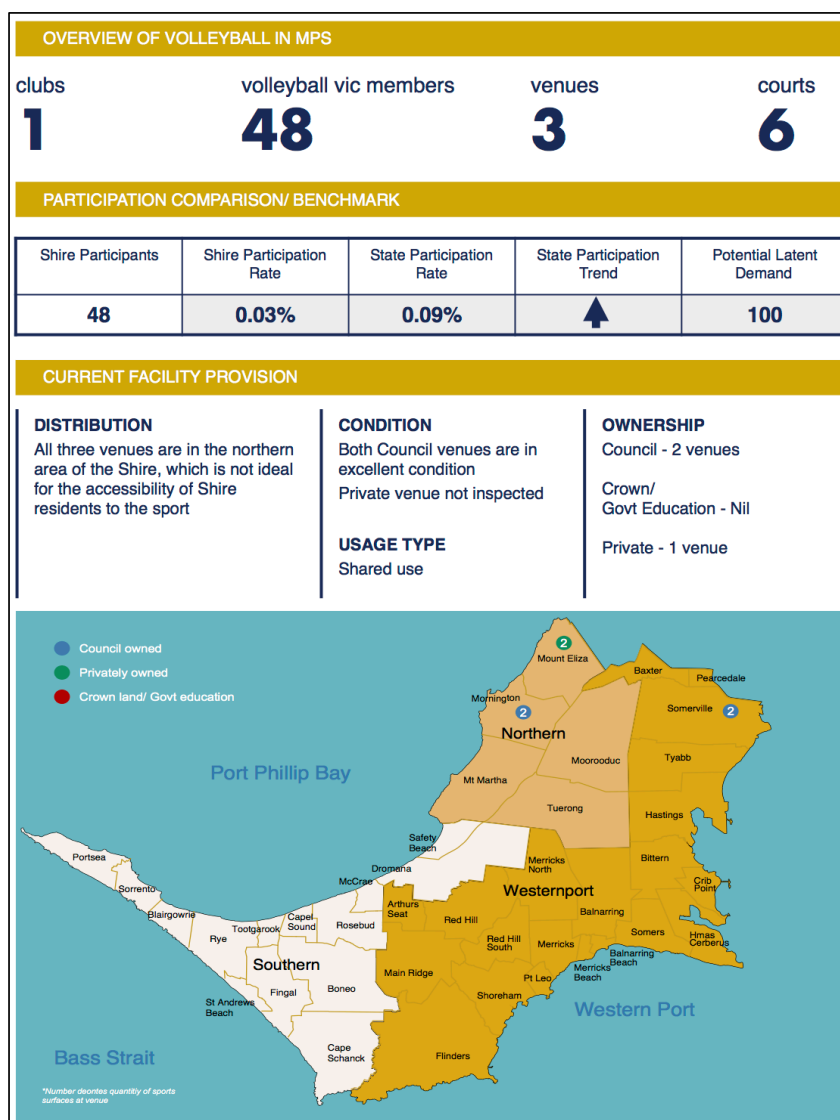 OVERVIEW OF VOLLEYBALL IN MPS
clubs
1
volleyball vic members
48
venues
3
courts
6
PARTICIPATION COMPARISON/ BENCHMARK
Shire Participants
Shire Participation
Rate
State Participation
Rate
State Participation
Trend
Potential Latent
Demand
48
0.03%
0.09%
100
CURRENT FACILITY PROVISION
DISTRIBUTION
All three venues are in the northern
area of the Shire, which is not ideal
for the accessibility of Shire
residents to the sport
CONDITION
Both Council venues are in
excellent condition
Private venue not inspected
USAGE TYPE
Shared use
OWNERSHIP
Council - 2 venues
Crown/
Govt Education - Nil
Private - 1 venue
Council owned
Privately owned
Crown land/ Govt education
2
Mount Eliza
Baxter
Pearcedale
Mornington
2
Somerville
2
Northern
Moorooduc
Tyabb
Port Phillip Bay
Mt Martha
Tuerong
Hastings
Safety
Beach
Bittern
Portsea
Dromana
Merricks
North
McCrae
Crib
Point
Sorrento
Westernport
Arthurs
Seat
Blairgowrie
Capel
Sound
Tootgarook
Rosebud
Red Hill
Balnarring
Rye
Red Hill
South
Merricks
Somers
Hmas
Cerberus
Southern
Main Ridge
Balnarring
Beach
Merricks
Beach
Pt Leo
Fingal
Boneo
Shoreham
St Andrews
Beach
Western Port
Cape
Schanck
Flinders
Bass Strait
*Number deontes quantitiy of sports
surfaces at venue